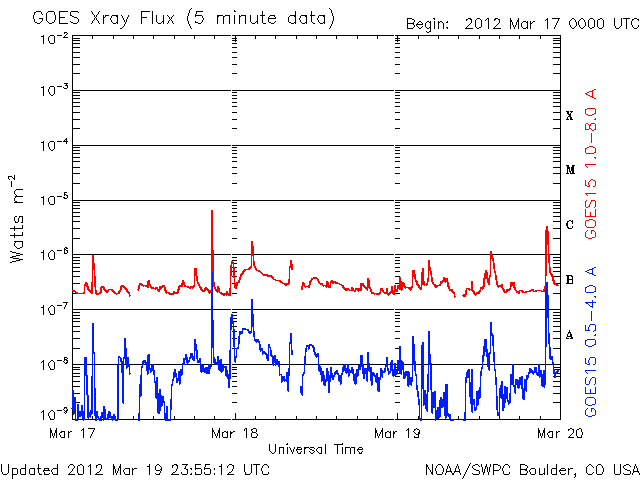 GOES Xray Flux (5 minute data)
Begin: 2012 Mar 17 0000 UTC
10-2
10-3
10-4
10-5
10-6
10-7
10-8
10-9
Watts m-2
X
M
C
B
A
GOES15 1.0-8.0 A
GOES15 0.5-4.0 A
Mar 17
Mar 18
Mar 19
Mar 20
Universal Time
Updated 2012 Mar 19 23:55:12 UTC
NOAA/SWPC Boulder, CO USA